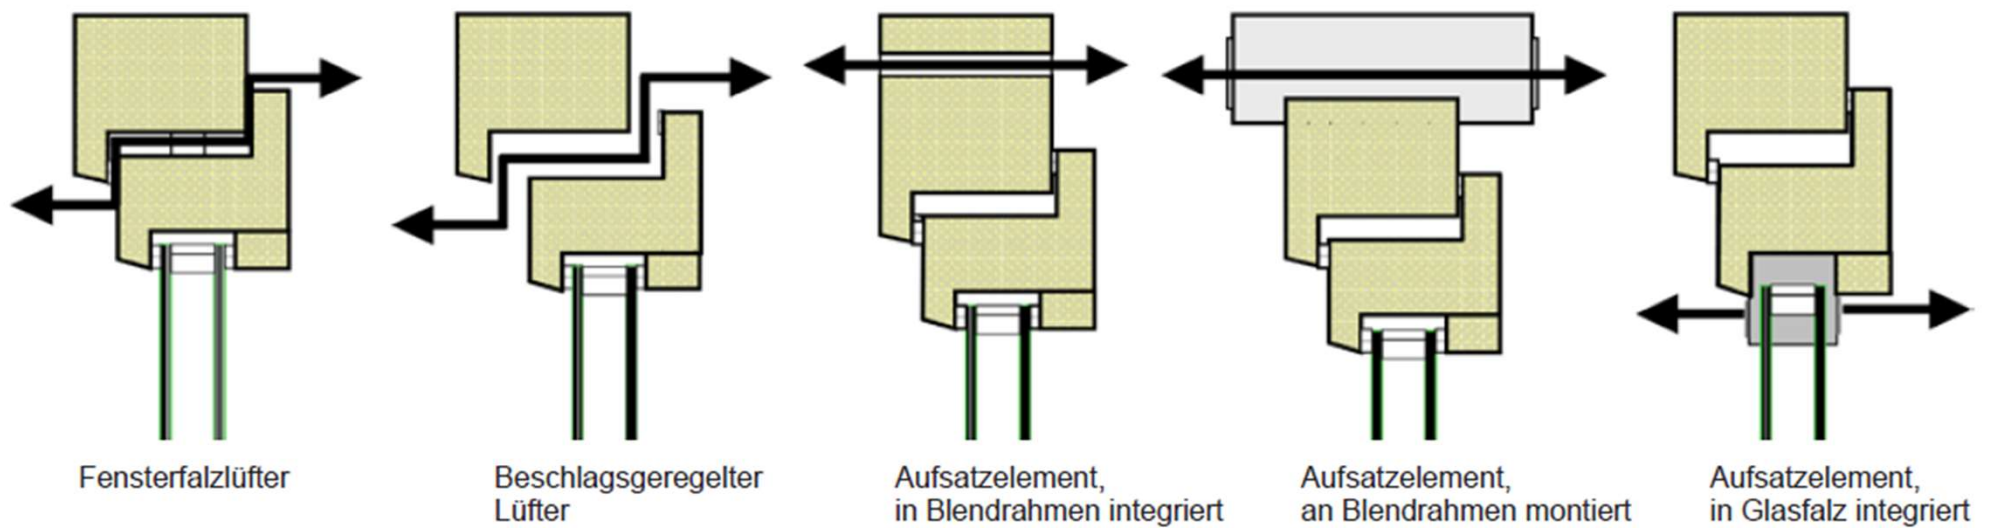 Fensterfalzlüfter
Beschlagsgeregelter
Lüfter
Aufsatzelement,
in Blendrahmen integriert
Aufsatzelement,
an Blendrahmen montiert
Aufsatzelement,
in Glasfalz integriert